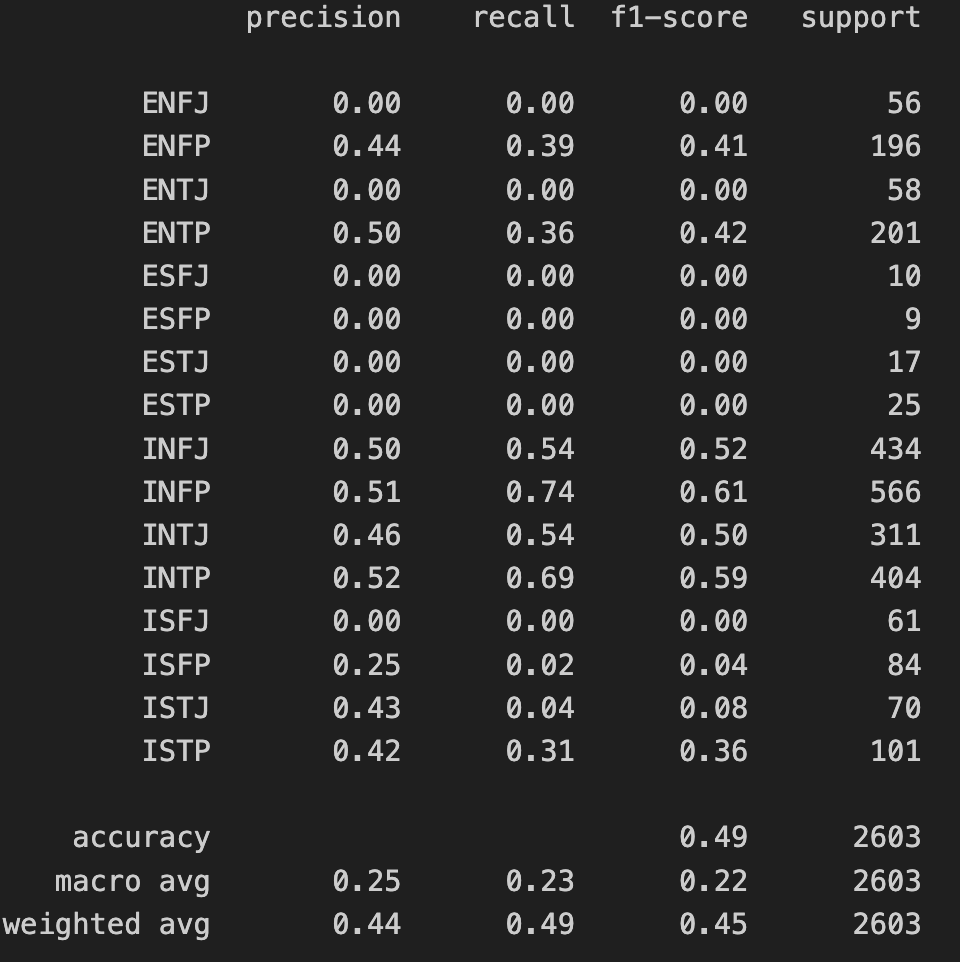 precision recall f1-score support
ENFJ 0.00 0.00 0.00 56
ENFP 0.44 0.39 0.41 196
ENTJ 0.00 0.00 0.00 58
ENTP 0.50 0.36 0.42 201
ESFJ 0.00 0.00 0.00 10
ESFP 0.00 0.00 0.00 9
ESTJ 0.00 0.00 0.00 17
ESTP 0.00 0.00 0.00 25
INFJ 0.50 0.54 0.52 434
INFP 0.51 0.74 0.61 566
INTJ 0.46 0.54 0.50 311
INTP 0.52 0.69 0.59 404
ISFJ 0.00 0.00 0.00 61
ISFP 0.25 0.02 0.04 84
ISTJ 0.43 0.04 0.08 70
ISTP 0.42 0.31 0.36 101
accuracy 0.49 2603
macro avg 0.25 0.23 0.22 2603
weighted avg 0.44 0.49 0.45 2603